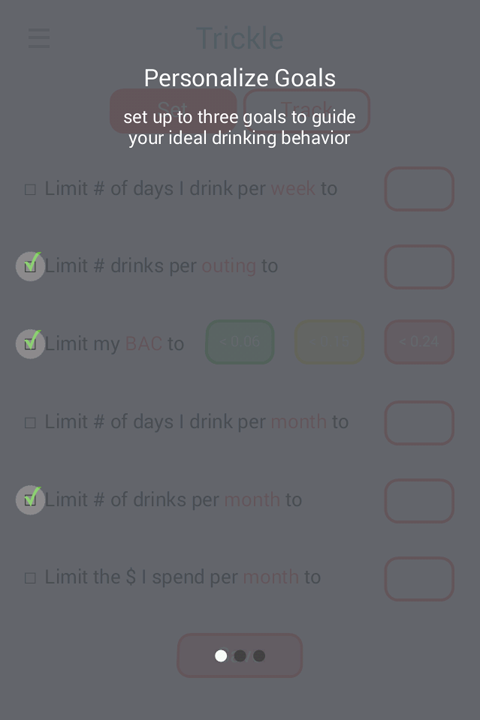 Trickle
Personalize Goals
Set
Track
set up to three goals to guide
your ideal drinking behavior
Limit # of days I drink per week to
Limit # drinks per outing to
Limit my BAC to
< 0.24
Limit # of days I drink per month to
Limit # of drinks per month to
Limit the $ I spend per month to